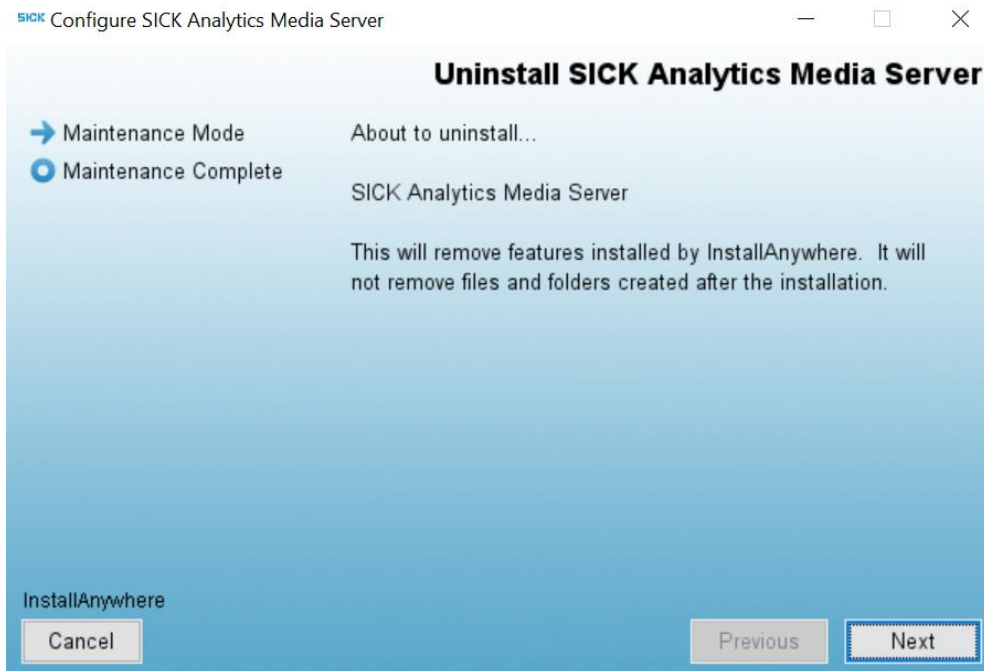 SICK Configure SICK Analytics Media Server
Uninstall SICK Analytics Media Server
Maintenance Mode
Maintenance Complete
About to uninstall...
SICK Analytics Media Server
This will remove features installed by InstallAnywhere.  It will
not remove files and folders created after the installation.
InstallAnywhere
Cancel
Previous
Next